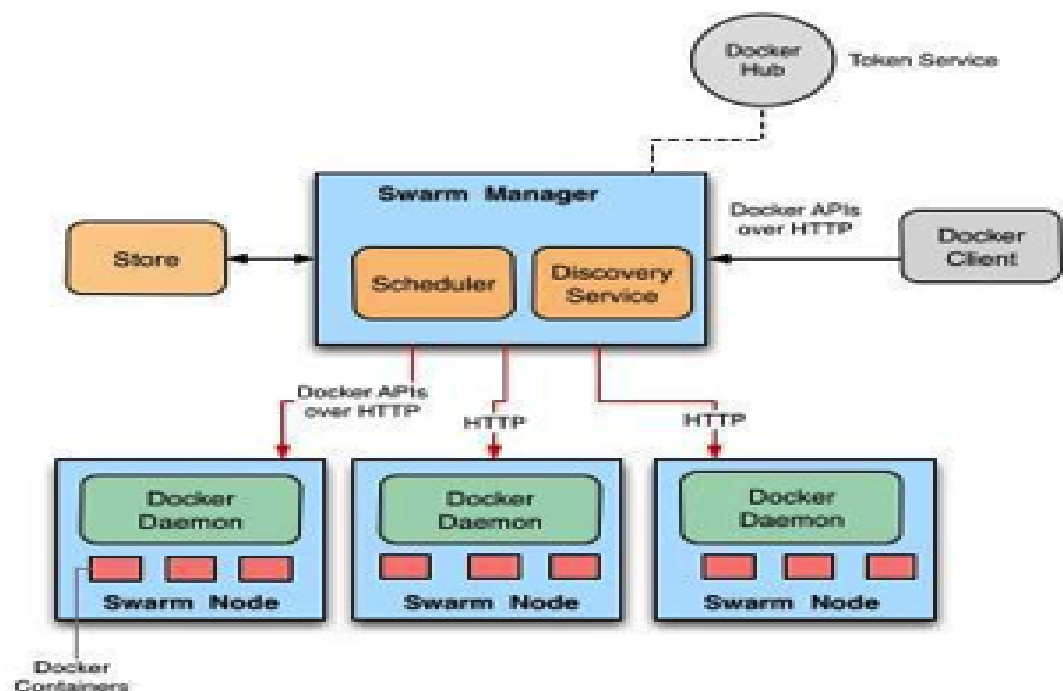 Docker
Hub
Token Service
Swarm Manager
Docker APIs
over HTTP
Store
Scheduler
Discovery
Service
Docker
Client
Docker APIs
over HTTP
HTTP
HTTP
Docker
Daemon
Docker
Daemon
Docker
Daemon
Swarm Node
Swarm Node
Swarm Node
Docker
Containers